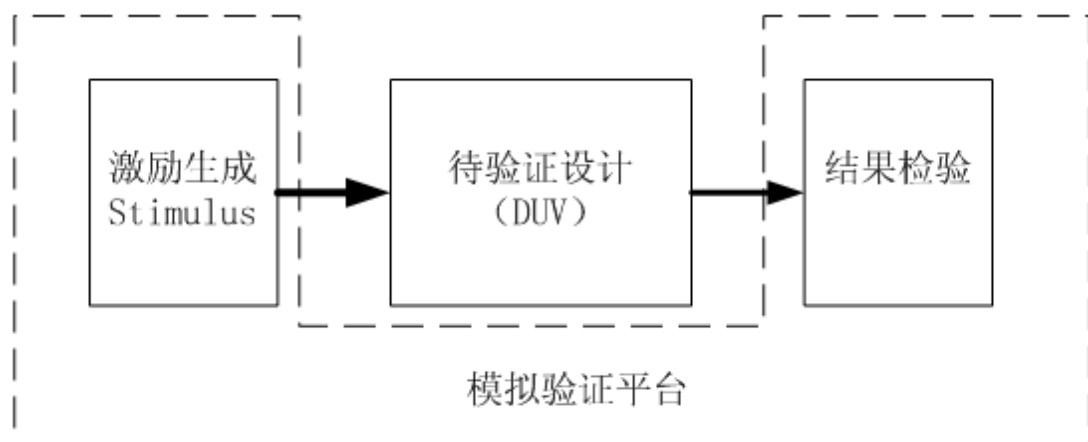 激励生成
Stimulus
待验证设计
（DUV）
结果检验
模拟验证平台